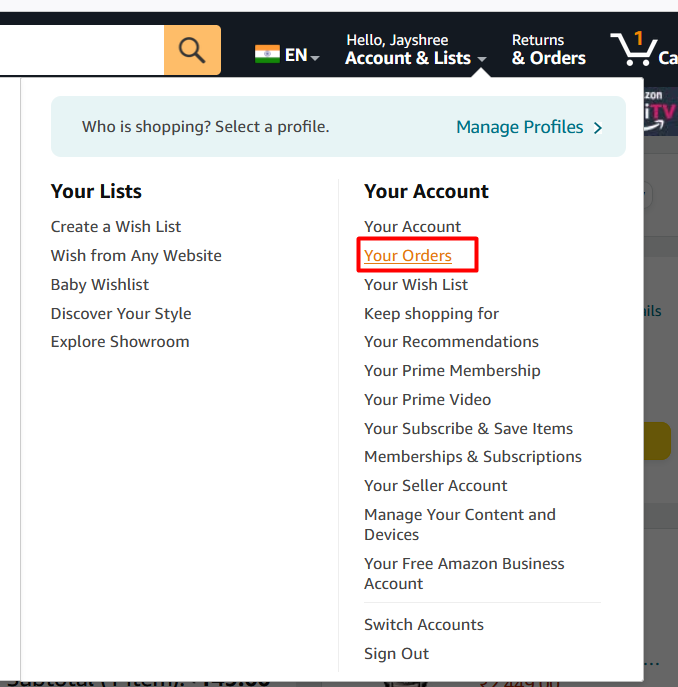 EN
Hello, Jayshree
Account & Lists
Returns
& Orders
1
Ca
Who is shopping? Select a profile.
Manage Profiles
zon
iTV
Your Lists
Create a Wish List
Wish from Any Website
Baby Wishlist
Discover Your Style
Explore Showroom
Your Account
Your Account
Your Orders
Your Wish List
Keep shopping for
Your Recommendations
Your Prime Membership
Your Prime Video
Your Subscribe & Save Items
Memberships & Subscriptions
Your Seller Account
Manage Your Content and
Devices
Your Free Amazon Business
Account
Switch Accounts
Sign Out
ils